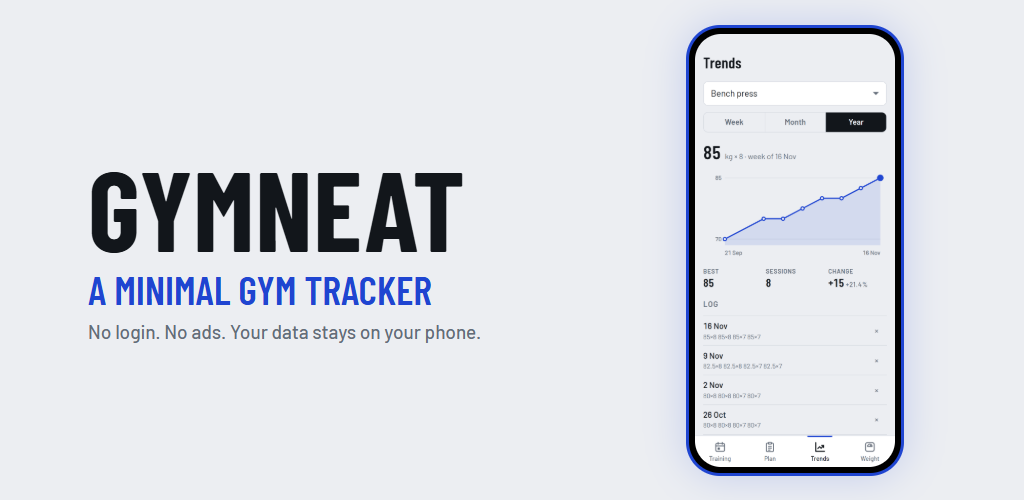 GYMNEAT
A MINIMAL GYM TRACKER
No login. No ads. Your data stays on your phone.
Trends
Bench press
Week Month Year
85 kg × 8 · week of 16 Nov
85
70
21 Sep 16 Nov
BEST SESSIONS CHANGE
85 8 +15 +21.4%
LOG
16 Nov
85×8 85×8 85×7 85×7
×
9 Nov
82.5×8 82.5×8 82.5×7 82.5×7
×
2 Nov
80×8 80×8 80×7 80×7
×
26 Oct
80×8 80×8 80×7 80×7
×
Training Plan Trends Weight